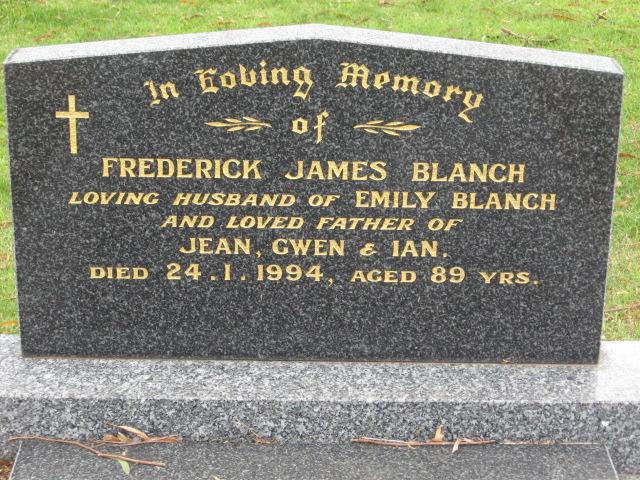 In Loving Memory
of
FREDERICK JAMES BLANCH
LOVING HUSBAND OF EMILY BLANCH
AND LOVED FATHER OF
JEAN, GWEN & IAN.
DIED 24.1.1994, AGED 89 YRS.